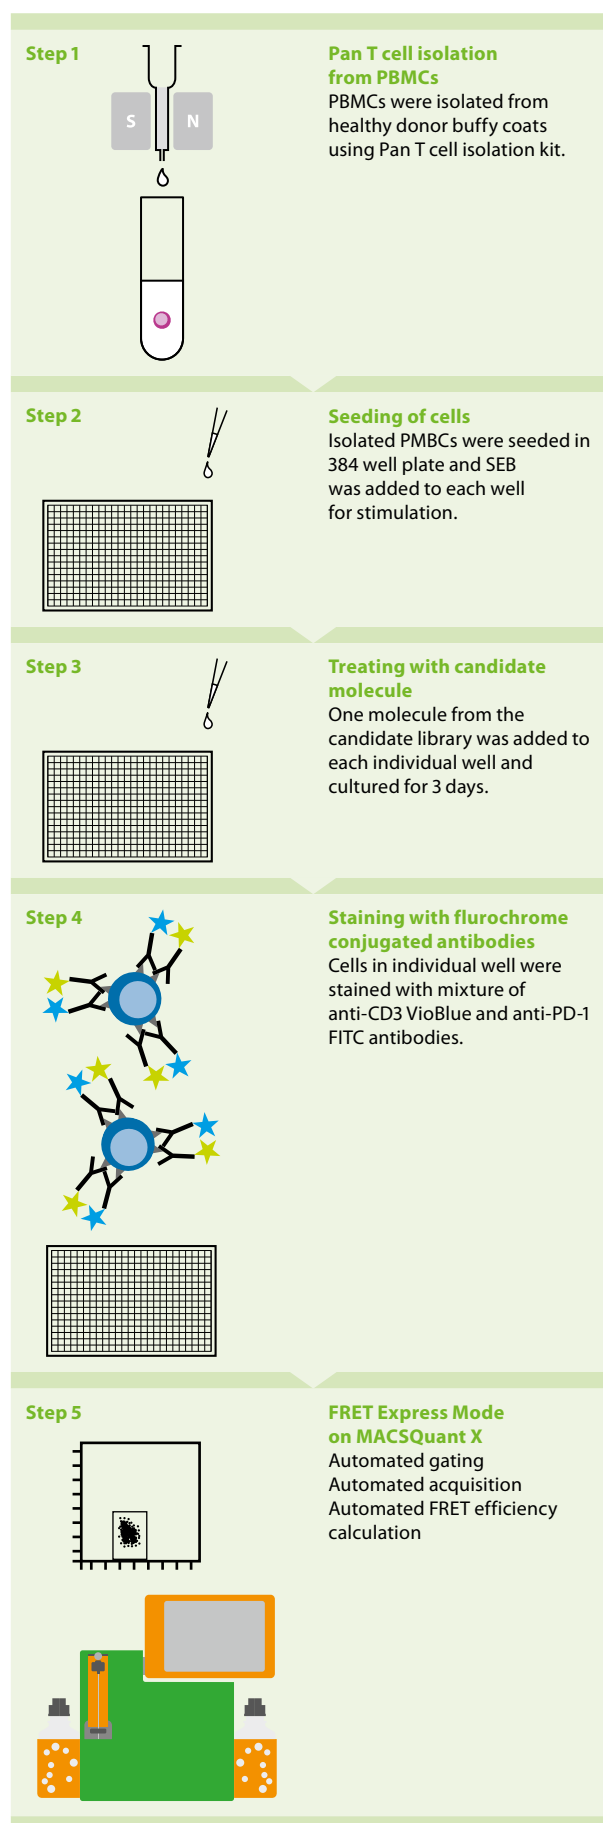 Step 1
Pan T cell isolation
from PBMCs
PBMCs were isolated from
healthy donor buffy coats
using Pan T cell isolation kit.
S
N
Step 2
Seeding of cells
Isolated PMBCs were seeded in
384 well plate and SEB
was added to each well
for stimulation.
Step 3
Treating with candidate
molecule
One molecule from the
candidate library was added to
each individual well and
cultured for 3 days.
Step 4
Staining with flurochrome
conjugated antibodies
Cells in individual well were
stained with mixture of
anti-CD3 VioBlue and anti-PD-1
FITC antibodies.
Step 5
FRET Express Mode
on MACSQuant X
Automated gating
Automated acquisition
Automated FRET efficiency
calculation